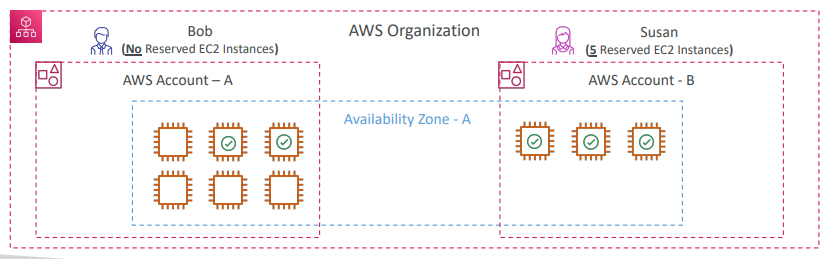 AWS Organization
Bob
(No Reserved EC2 Instances)
Susan
(5 Reserved EC2 Instances)
AWS Account – A
AWS Account - B
Availability Zone - A